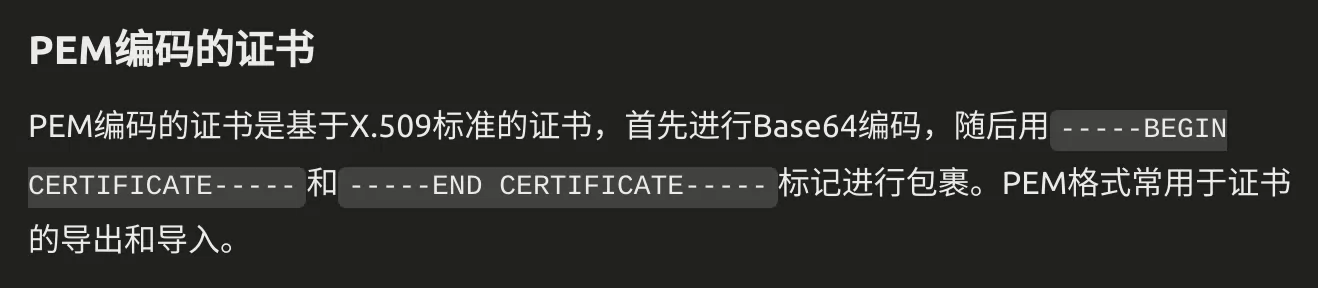 PEM编码的证书
PEM编码的证书是基于X.509标准的证书，首先进行Base64编码，随后用 -----BEGIN
CERTIFICATE----- 和 -----END CERTIFICATE----- 标记进行包裹。PEM格式常用于证书
的导出和导入。